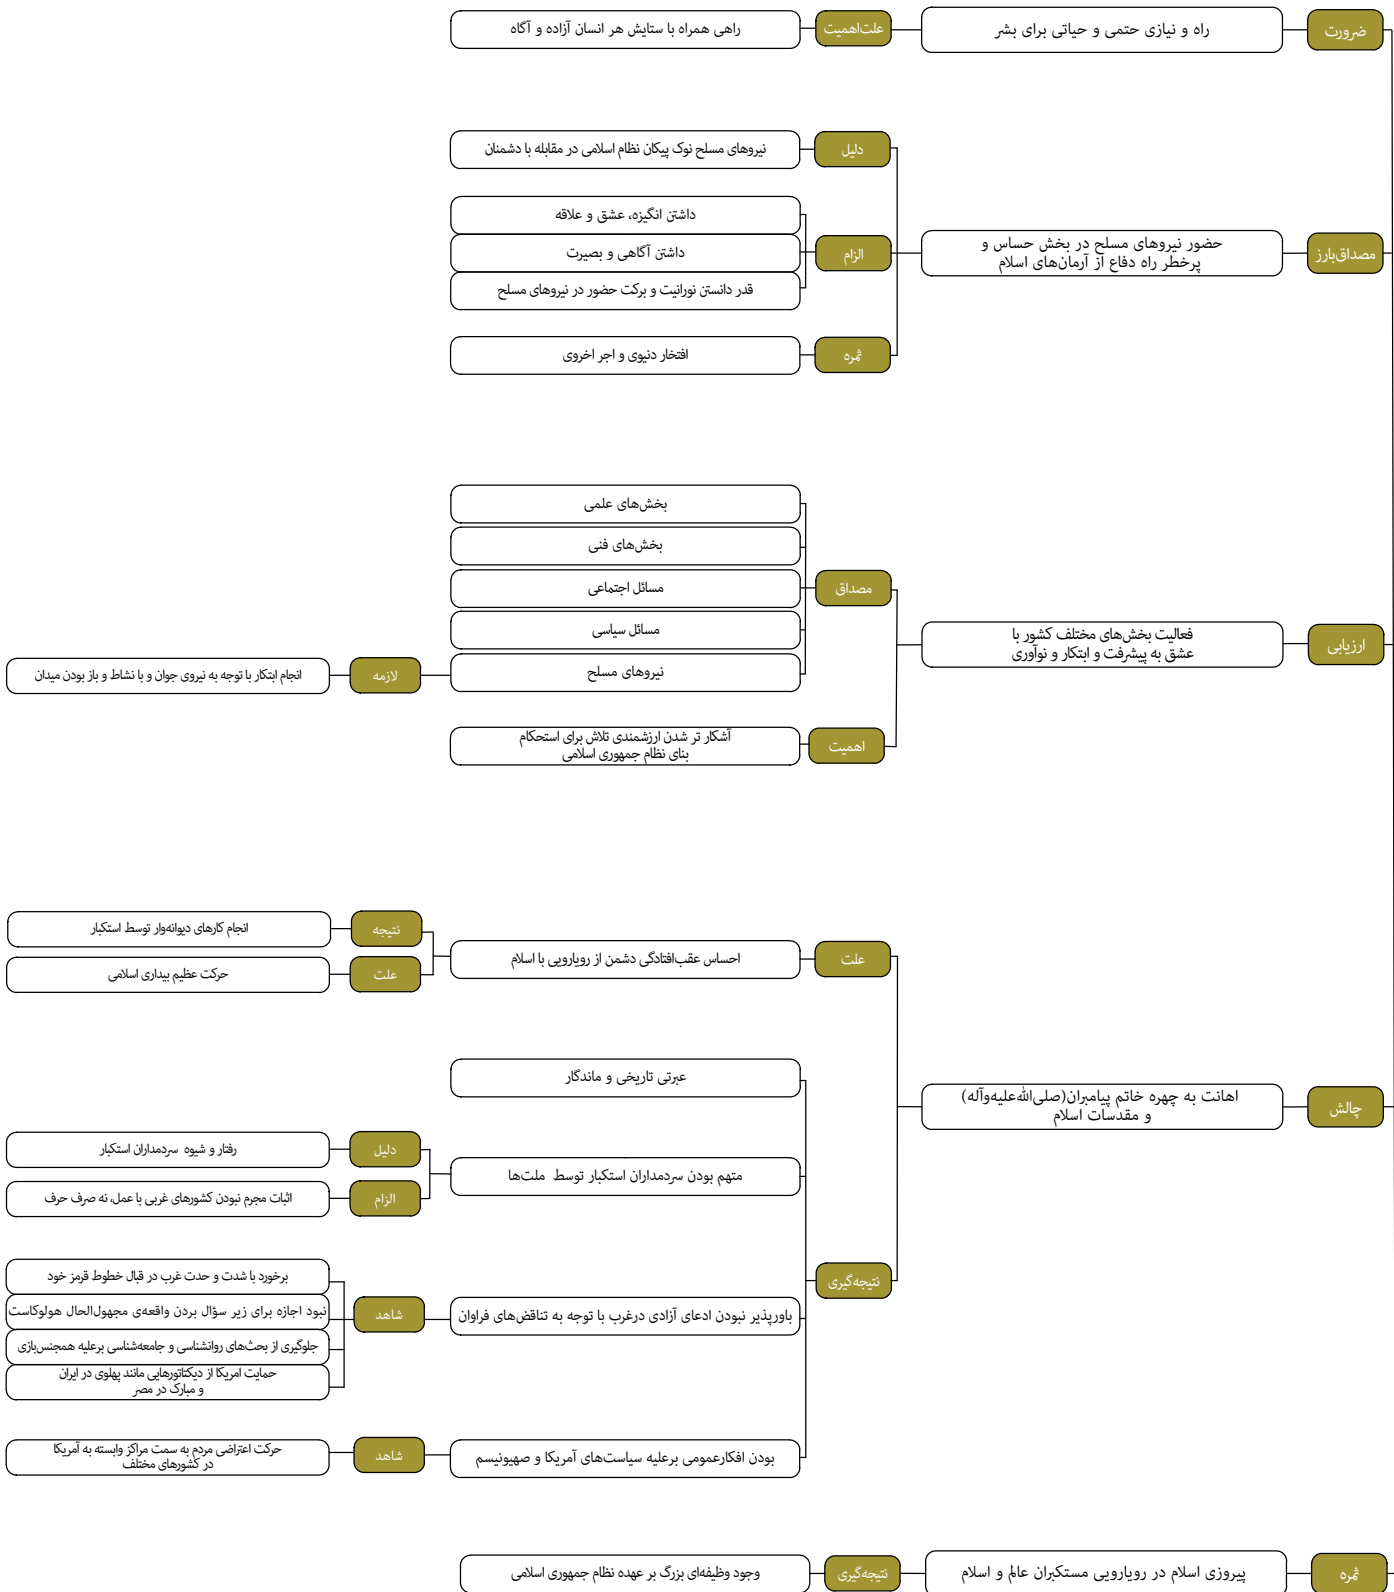 ضرورت
راه و نیازی حتمی و حیاتی برای بشر
علت‌اهمیت
راهی همراه با ستایش هر انسان آزاده و آگاه
مصداق‌بارز
حضور نیروهای مسلح در بخش حساس و
پرخطر راه دفاع از آرمان‌های اسلام
دلیل
نیروهای مسلح نوک پیکان نظام اسلامی در مقابله با دشمنان
الزام
داشتن انگیزه، عشق و علاقه
داشتن آگاهی و بصیرت
قدر دانستن نورانیت و برکت حضور در نیروهای مسلح
ثمره
افتخار دنیوی و اجر اخروی
ارزیابی
فعالیت بخش‌های مختلف کشور با
عشق به پیشرفت و ابتکار و نوآوری
مصداق
بخش‌های علمی
بخش‌های فنی
مسائل اجتماعی
مسائل سیاسی
نیروهای مسلح
لازمه
انجام ابتکار با توجه به نیروی جوان و با نشاط و باز بودن میدان
اهمیت
آشکار تر شدن ارزشمندی تلاش برای استحکام
بنای نظام جمهوری اسلامی
چالش
اهانت به چهره خاتم پیامبران(صلی‌الله‌علیه‌وآله)
و مقدسات اسلام
علت
احساس عقب‌افتادگی دشمن از رویارویی با اسلام
نتیجه
انجام کارهای دیوانه‌وار توسط استکبار
علت
حرکت عظیم بیداری اسلامی
نتیجه‌گیری
عبرتی تاریخی و ماندگار
متهم بودن سردمداران استکبار توسط ملت‌ها
دلیل
رفتار و شیوه سردمداران استکبار
الزام
اثبات مجرم نبودن کشورهای غربی با عمل، نه صرف حرف
باورپذیر نبودن ادعای آزادی درغرب با توجه به تناقض‌های فراوان
شاهد
برخورد با شدت و حدت غرب در قبال خطوط قرمز خود
نبود اجازه برای زیر سؤال بردن واقعه‌ی مجهول‌الحال هولوکاست
جلوگیری از بحث‌های روانشناسی و جامعه‌شناسی برعلیه همجنس‌بازی
حمایت امریکا از دیکتاتورهایی مانند پهلوی در ایران
و مبارک در مصر
بودن افکارعمومی برعلیه سیاست‌های آمریکا و صهیونیسم
شاهد
حرکت اعتراضی مردم به سمت مراکز وابسته به آمریکا
در کشورهای مختلف
ثمره
پیروزی اسلام در رویارویی مستکبران عالم و اسلام
نتیجه‌گیری
وجود وظیفه‌ای بزرگ بر عهده نظام جمهوری اسلامی